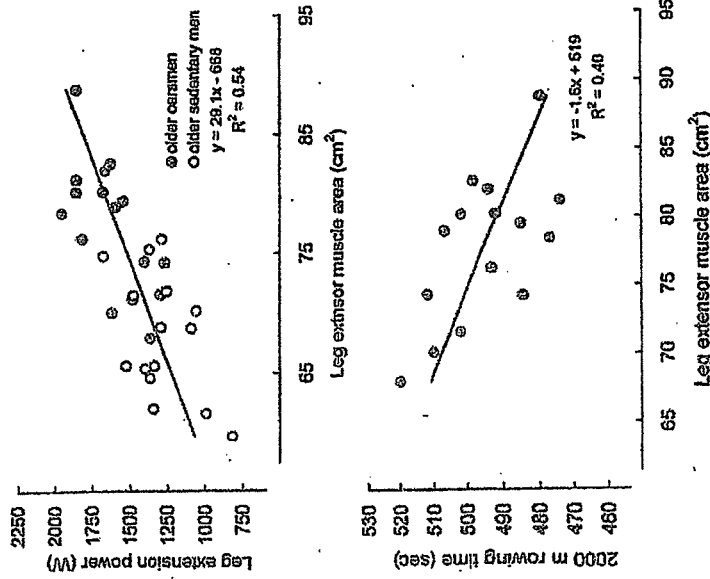 2250
2000
1750
1500
1250
1000
750
Leg extension power (W)
older oarsmen
older sedentary men
y = 29.1x - 668
R² = 0.54
65
75
85
95
Leg extnsor muscle area (cm²)
530
520
510
500
490
480
470
460
2000 m rowing time (sec)
y = -1.6x + 619
R² = 0.40
65
70
75
80
85
90
95
Leg extensor muscle area (cm²)